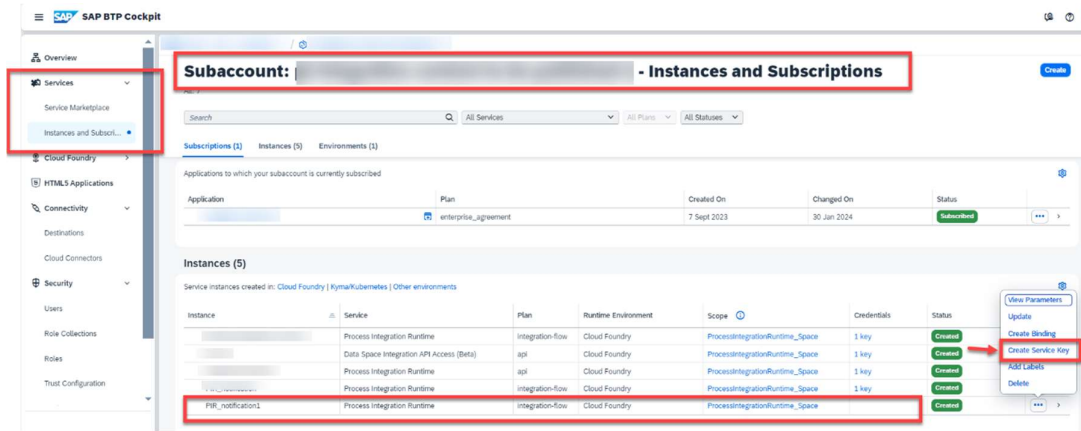 SAP SAP BTP Cockpit
Overview
Services
Service Marketplace
Instances and Subscri...
Cloud Foundry
HTML5 Applications
Connectivity
Destinations
Cloud Connectors
Security
Users
Role Collections
Roles
Trust Configuration
/
Subaccount: - Instances and Subscriptions
Create
Search All Services All Plans All Statuses
Subscriptions (1) Instances (5) Environments (1)
Applications to which your subaccount is currently subscribed
Application Plan Created On Changed On Status
enterprise_agreement 7 Sept 2023 30 Jan 2024 Subscribed
Instances (5)
Service instances created in: Cloud Foundry | Kyma/Kubernetes | Other environments
Instance Service Plan Runtime Environment Scope Credentials Status
Process Integration Runtime integration-flow Cloud Foundry ProcessIntegrationRuntime_Space 1 key Created
Data Space Integration API Access (Beta) api Cloud Foundry ProcessIntegrationRuntime_Space 1 key Created
Process Integration Runtime api Cloud Foundry ProcessIntegrationRuntime_Space 1 key Created
Process Integration Runtime integration-flow Cloud Foundry ProcessIntegrationRuntime_Space 1 key Created
PIR_notification1 Process Integration Runtime integration-flow Cloud Foundry ProcessIntegrationRuntime_Space Created
View Parameters
Update
Create Binding
Create Service Key
Add Labels
Delete